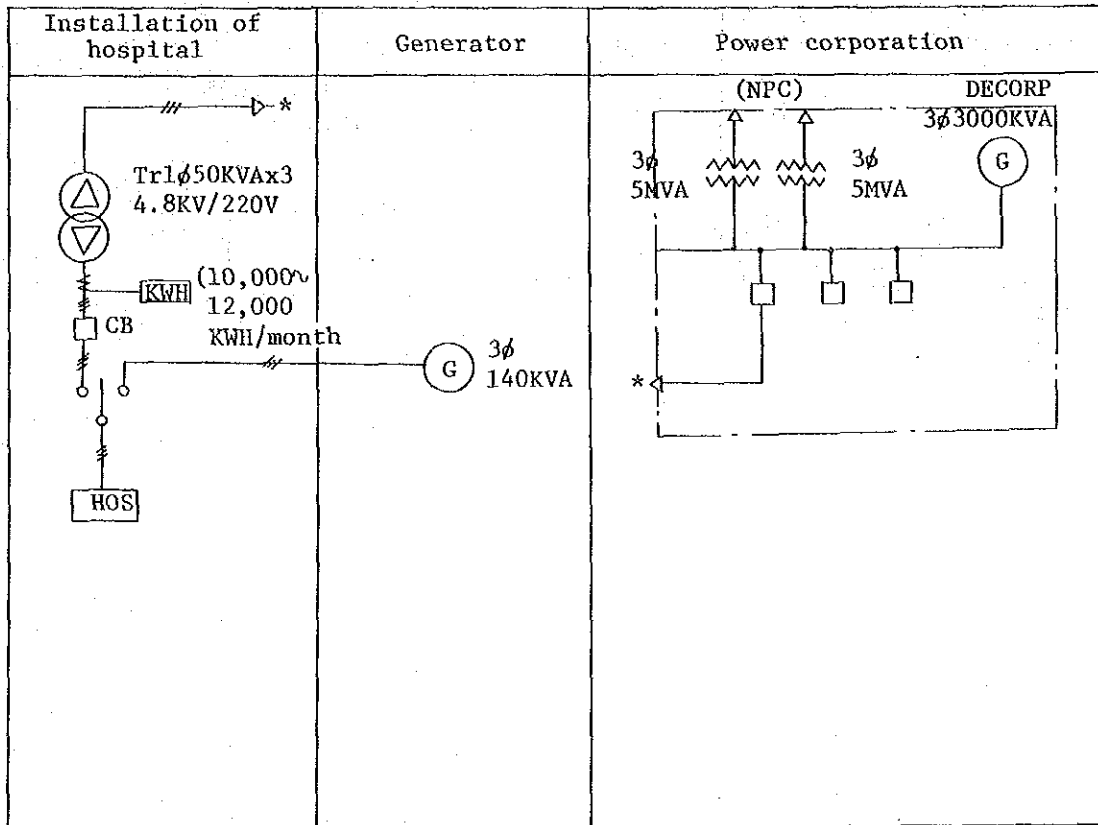 Installation of
hospital
Generator
Power corporation
*
Tr1φ50KVAx3
4.8KV/220V
KWH
(10,000~
12,000
KWH/month
CB
HOS
G
3φ
140KVA
(NPC)
DECORP
3φ3000KVA
3φ
5MVA
3φ
5MVA
G
*